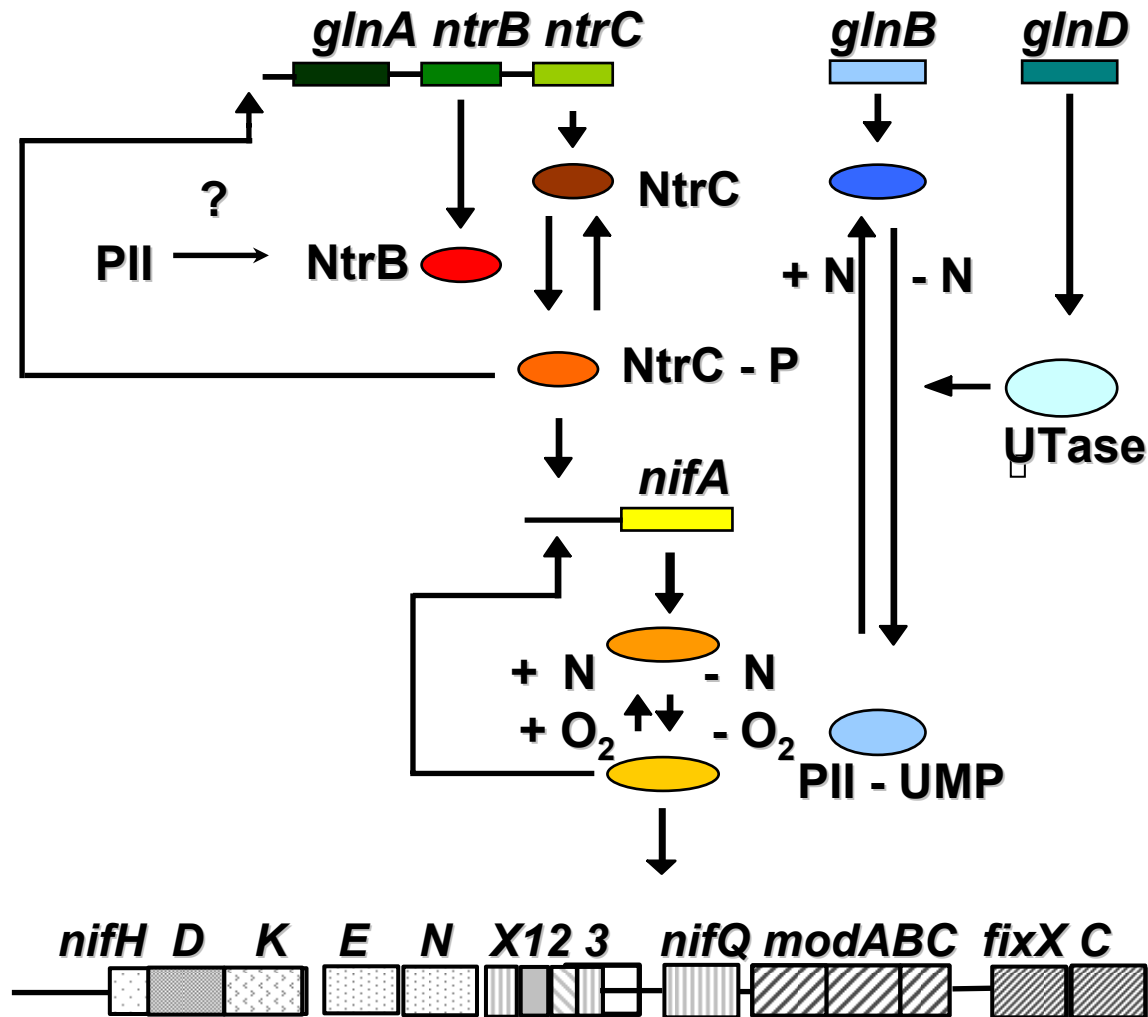 glnA ntrB ntrC glnB glnD
NtrC
?
PII NtrB
+ N - N
NtrC - P
UTase
nifA
+ N - N
+ O₂ - O₂
PII - UMP
nifH D K E N X12 3 nifQ modABC fixX C